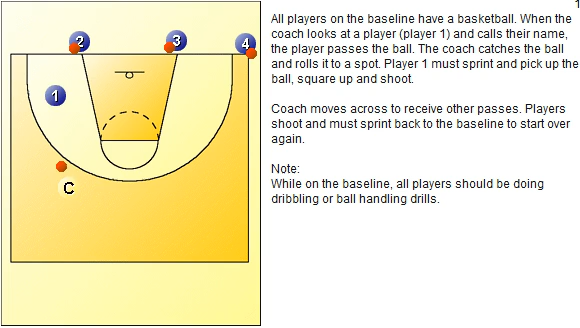 1
All players on the baseline have a basketball. When the
coach looks at a player (player 1) and calls their name,
the player passes the ball. The coach catches the ball
and rolls it to a spot. Player 1 must sprint and pick up the
ball, square up and shoot.
Coach moves across to receive other passes. Players
shoot and must sprint back to the baseline to start over
again.
Note:
While on the baseline, all players should be doing
dribbling or ball handling drills.
2 3 4
1
C